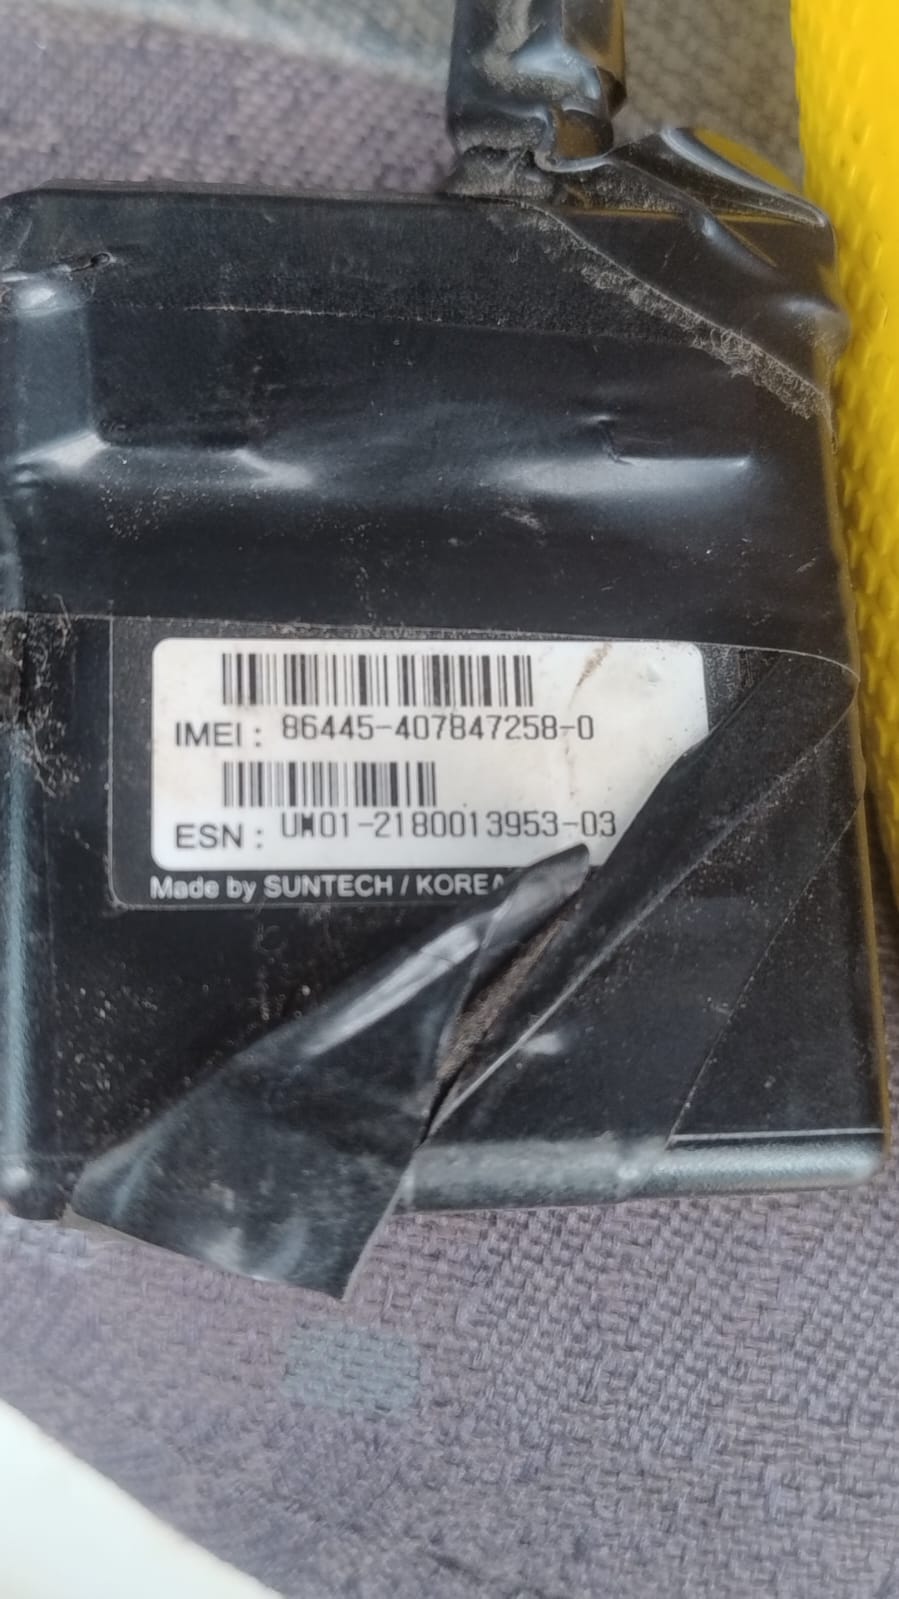 IMEI : 86445-407847258-0
ESN : UM01-2180013953-03
Made by SUNTECH / KOREA